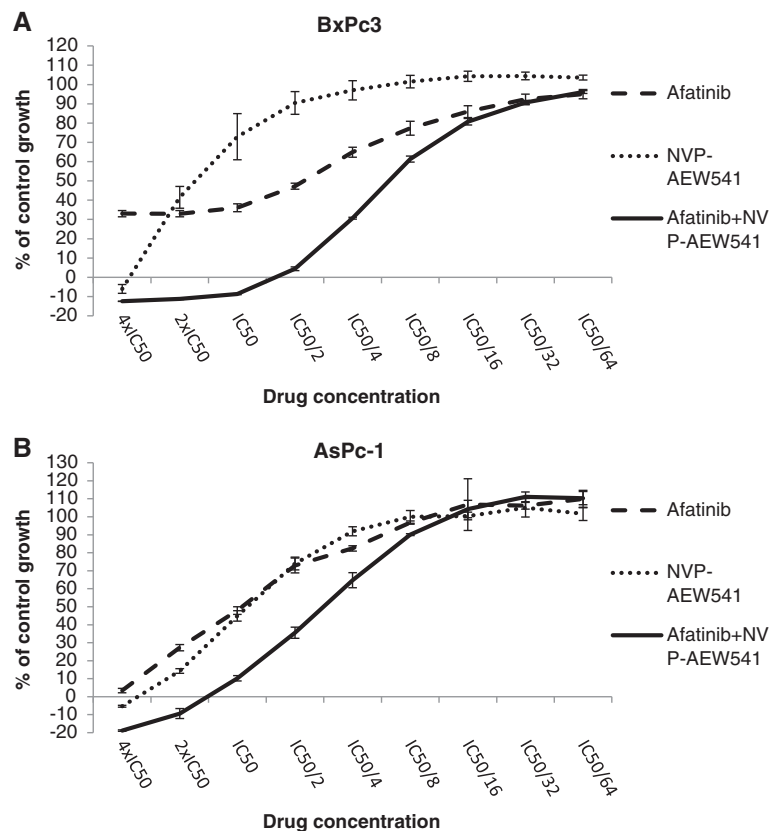 A
BxPc3
% of control growth
120
110
100
90
80
70
60
50
40
30
20
10
0
-10
-20
4xIC50
2xIC50
IC50
IC50/2
IC50/4
IC50/8
IC50/16
IC50/32
IC50/64
Drug concentration
Afatinib
NVP-
AEW541
Afatinib+NV
P-AEW541
B
AsPc-1
% of control growth
130
120
110
100
90
80
70
60
50
40
30
20
10
0
-10
-20
4xIC50
2xIC50
IC50
IC50/2
IC50/4
IC50/8
IC50/16
IC50/32
IC50/64
Drug concentration
Afatinib
NVP-
AEW541
Afatinib+NV
P-AEW541